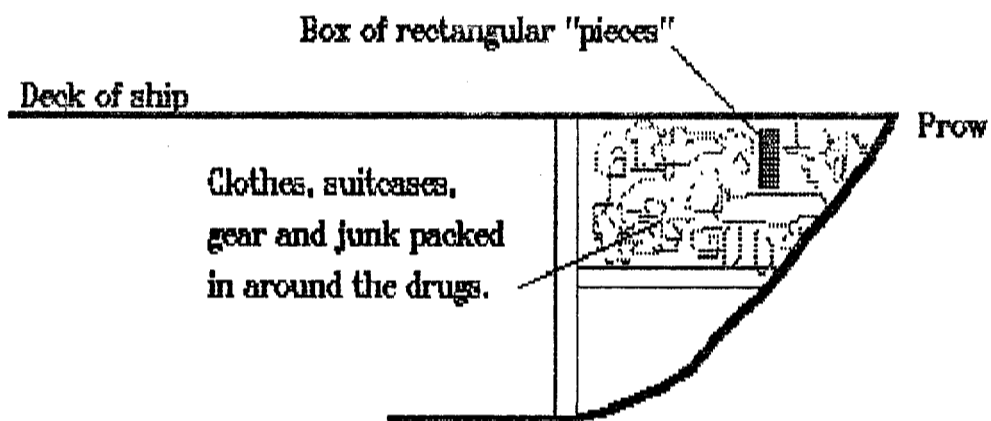 Box of rectangular "pieces"
Deck of ship
Prow
Clothes, suitcases,
gear and junk packed
in around the drugs.